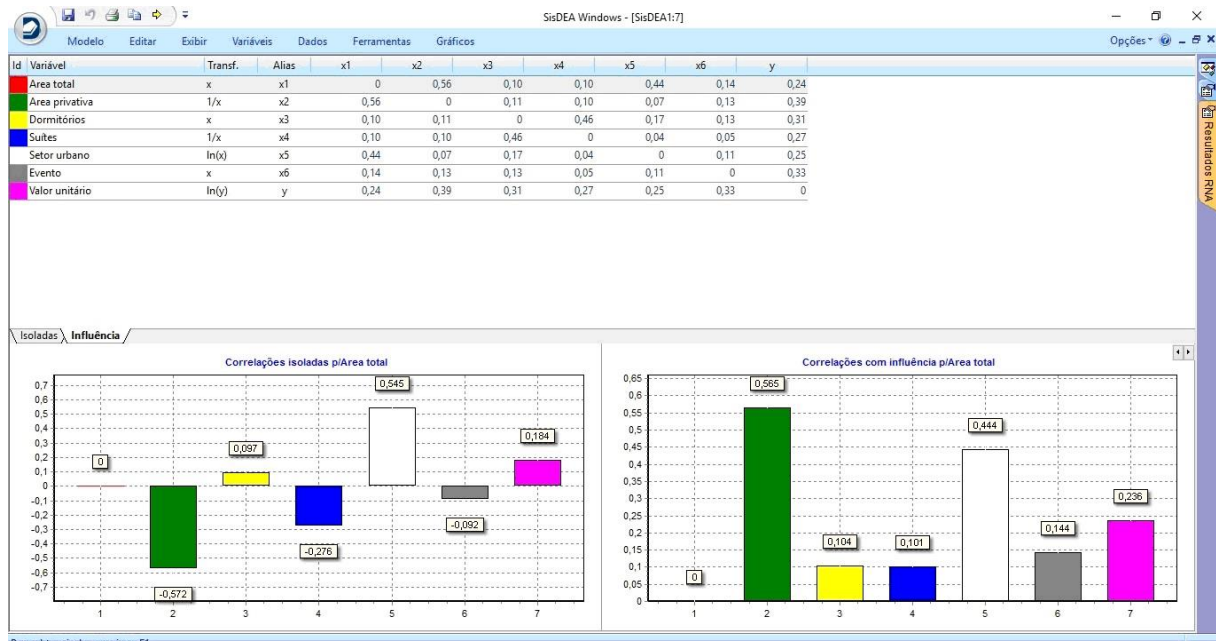 SisDEA Windows - [SisDEA1:7]
Modelo Editar Exibir Variáveis Dados Ferramentas Gráficos Opções
Id Variável Transf. Alias x1 x2 x3 x4 x5 x6 y
Area total x x1 0 0,56 0,10 0,10 0,44 0,14 0,24
Area privativa 1/x x2 0,56 0 0,11 0,10 0,07 0,13 0,39
Dormitórios x x3 0,10 0,11 0 0,46 0,17 0,13 0,31
Suítes 1/x x4 0,10 0,10 0,46 0 0,04 0,05 0,27
Setor urbano ln(x) x5 0,44 0,07 0,17 0,04 0 0,11 0,25
Evento x x6 0,14 0,13 0,13 0,05 0,11 0 0,33
Valor unitário ln(y) y 0,24 0,39 0,31 0,27 0,25 0,33 0
Resultados RNA
Isoladas Influência
Correlações isoladas p/Area total
0,7
0,6
0,5
0,4
0,3
0,2
0,1
0
-0,1
-0,2
-0,3
-0,4
-0,5
-0,6
-0,7
0
-0,572
0,097
-0,276
0,545
-0,092
0,184
1 2 3 4 5 6 7
Correlações com influência p/Area total
0,65
0,6
0,55
0,5
0,45
0,4
0,35
0,3
0,25
0,2
0,15
0,1
0,05
0
0
0,565
0,104
0,101
0,444
0,144
0,236
1 2 3 4 5 6 7